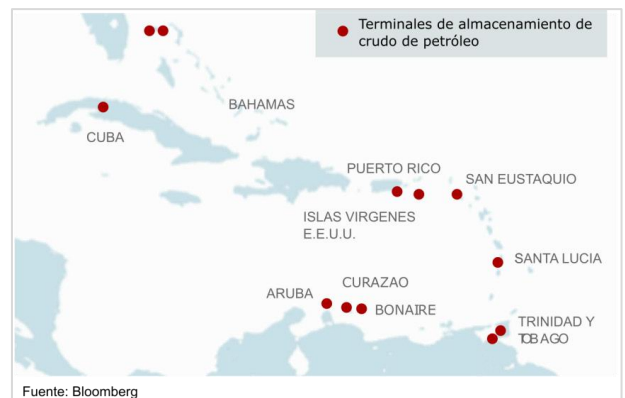 Terminales de almacenamiento de
crudo de petróleo
BAHAMAS
CUBA
PUERTO RICO
SAN EUSTAQUIO
ISLAS VIRGENES
E.E.U.U.
SANTA LUCIA
CURAZAO
ARUBA
BONAIRE
TRINIDAD Y
TOBAGO
Fuente: Bloomberg